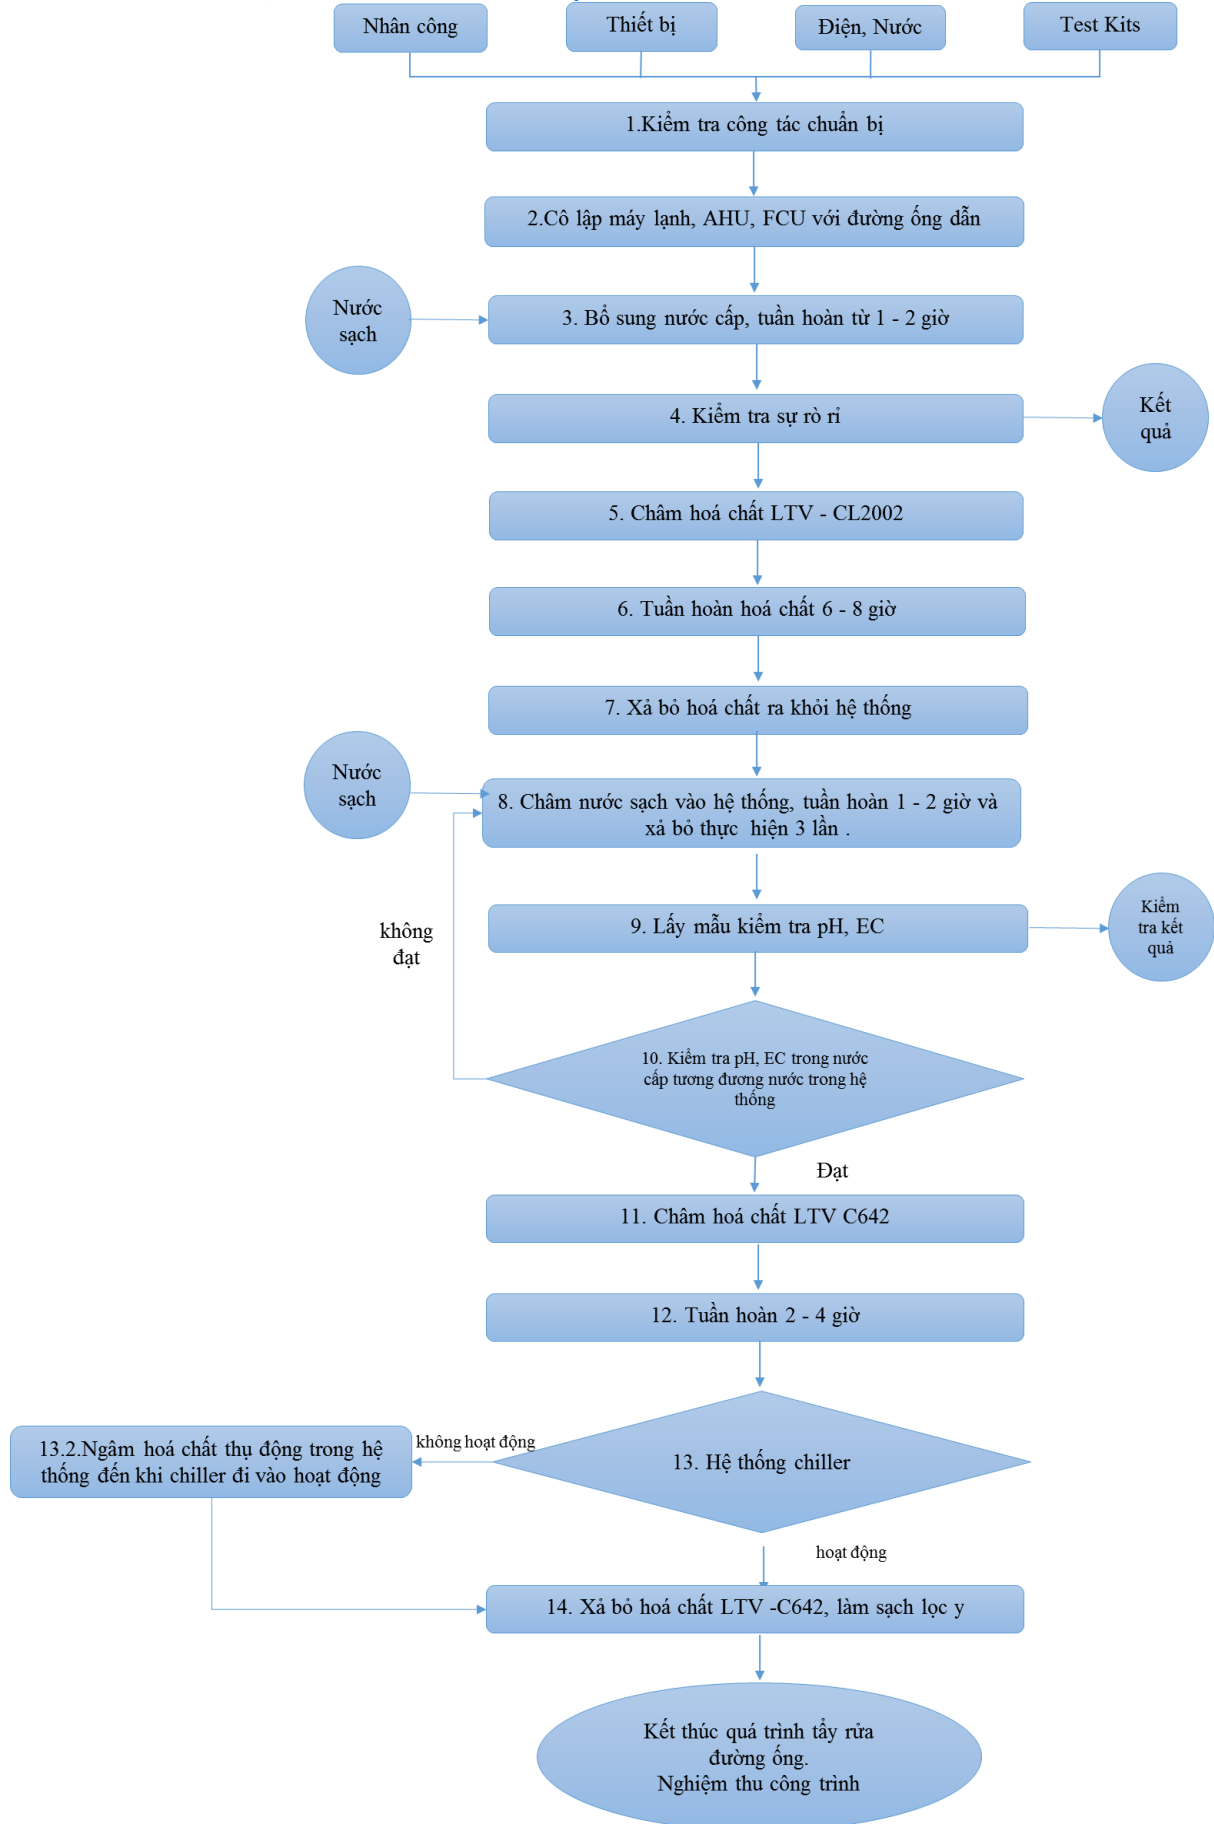 Nhân công
Thiết bị
Điện, Nước
Test Kits
1.Kiểm tra công tác chuẩn bị
2.Cô lập máy lạnh, AHU, FCU với đường ống dẫn
Nước
sạch
3. Bổ sung nước cấp, tuần hoàn từ 1 - 2 giờ
4. Kiểm tra sự rò rỉ
Kết
quả
5. Châm hoá chất LTV - CL2002
6. Tuần hoàn hoá chất 6 - 8 giờ
7. Xả bỏ hoá chất ra khỏi hệ thống
Nước
sạch
8. Châm nước sạch vào hệ thống, tuần hoàn 1 - 2 giờ và
xả bỏ thực hiện 3 lần .
không
đạt
9. Lấy mẫu kiểm tra pH, EC
Kiểm
tra kết
quả
10. Kiểm tra pH, EC trong nước
cấp tương đương nước trong hệ
thống
Đạt
11. Châm hoá chất LTV C642
12. Tuần hoàn 2 - 4 giờ
13.2.Ngâm hoá chất thụ động trong hệ
thống đến khi chiller đi vào hoạt động
không hoạt động
13. Hệ thống chiller
hoạt động
14. Xả bỏ hoá chất LTV -C642, làm sạch lọc y
Kết thúc quá trình tẩy rửa
đường ống.
Nghiệm thu công trình